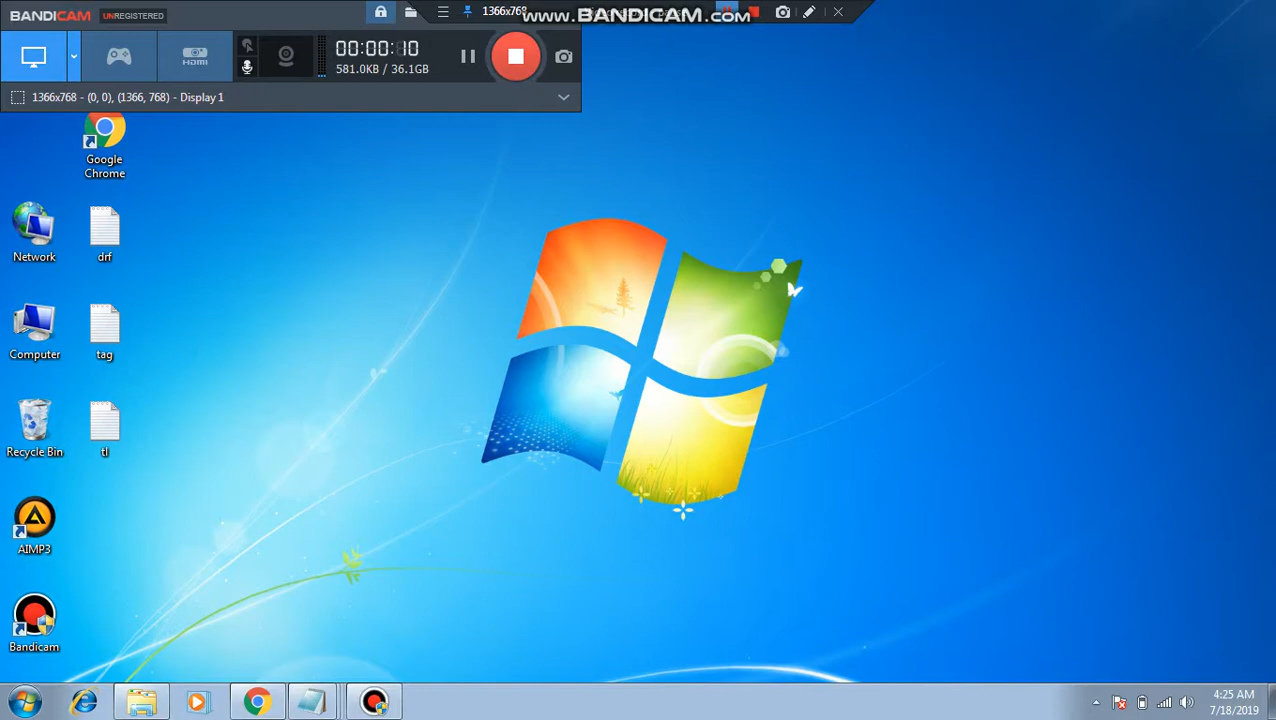 BANDICAM UNREGISTERED
1366x768
www.BANDICAM.com
HDMI
00:00:10
581.0KB / 36.1GB
1366x768 - (0, 0), (1366, 768) - Display 1
Google
Chrome
Network
drf
Computer
tag
Recycle Bin
tl
AIMP3
Bandicam
4:25 AM
7/18/2019